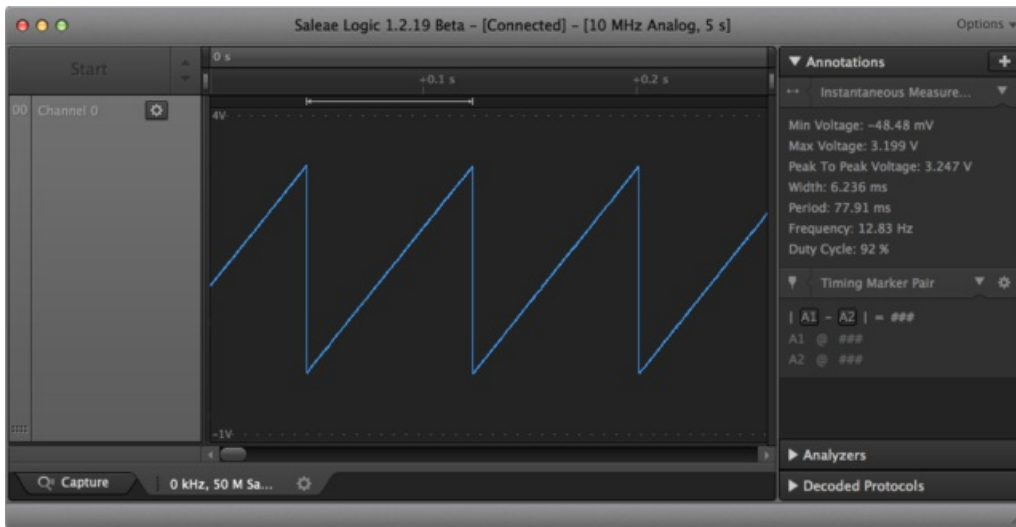 Saleae Logic 1.2.19 Beta – [Connected] – [10 MHz Analog, 5 s]
Options
Start
0 s
+0.1 s
+0.2 s
00 Channel 0
4V
-1V
Annotations
Instantaneous Measure...
Min Voltage: -48.48 mV
Max Voltage: 3.199 V
Peak To Peak Voltage: 3.247 V
Width: 6.236 ms
Period: 77.91 ms
Frequency: 12.83 Hz
Duty Cycle: 92 %
Timing Marker Pair
| A1 - A2 | = ###
A1 @ ###
A2 @ ###
Analyzers
Decoded Protocols
Capture
0 kHz, 50 M Sa...